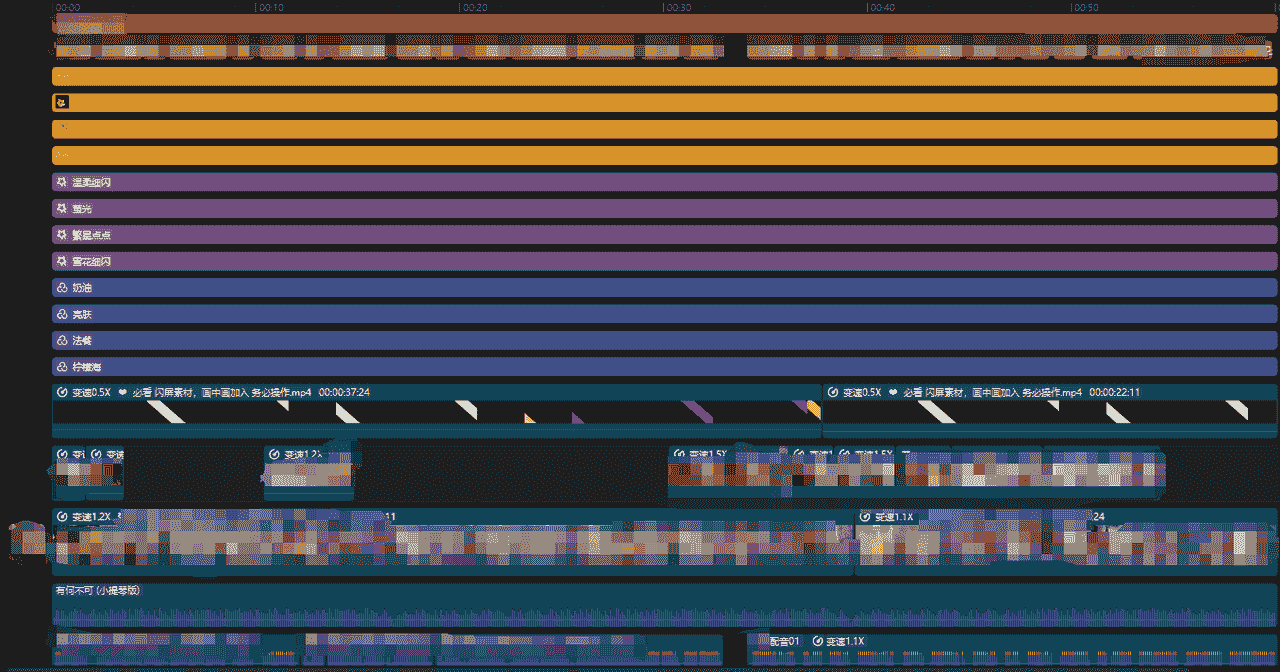 00:00 00:10 00:20 00:30 00:40 00:50
温柔细闪
萤光
繁星点点
雪花细闪
奶油
亮肤
法餐
柠檬海
变速0.5X ❤ 必看 闪屏素材，画中画加入 务必操作.mp4 00:00:37:24 变速0.5X ❤ 必看 闪屏素材，画中画加入 务必操作.mp4 00:00:22:11
变速1.2X 变速1.5X 变速1.5X
变速1.2X 11 变速1.1X 24
有何不可 (小提琴版)
配音01 变速1.1X